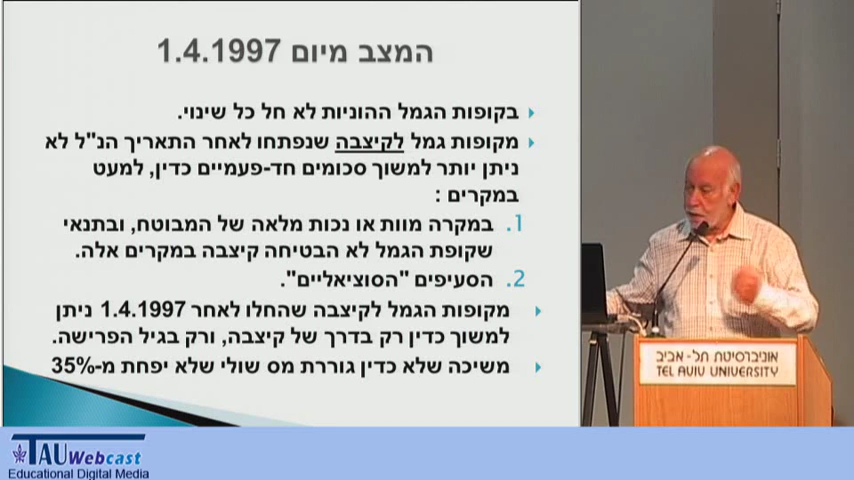 המצב מיום 1.4.1997
בקופות הגמל ההוניות לא חל כל שינוי.
מקופות גמל לקיצבה שנפתחו לאחר התאריך הנ"ל לא
ניתן יותר למשוך סכומים חד-פעמיים כדין, למעט
במקרים :
1. במקרה מוות או נכות מלאה של המבוטח, ובתנאי
שקופת הגמל לא הבטיחה קיצבה במקרים אלה.
2. הסעיפים "הסוציאליים".
מקופות הגמל לקיצבה שהחלו לאחר 1.4.1997 ניתן
למשוך כדין רק בדרך של קיצבה, ורק בגיל הפרישה.
משיכה שלא כדין גוררת מס שולי שלא יפחת מ-35%
אוניברסיטת תל-אביב
TEL AVIV UNIVERSITY
TAU Webcast
Educational Digital Media